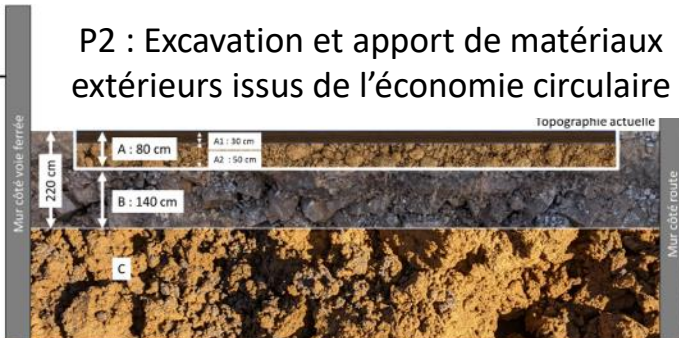 P2 : Excavation et apport de matériaux
extérieurs issus de l’économie circulaire
Topographie actuelle
Mur côté voie ferrée
220 cm
A : 80 cm
A1 : 30 cm
A2 : 50 cm
B : 140 cm
C
Mur côté route